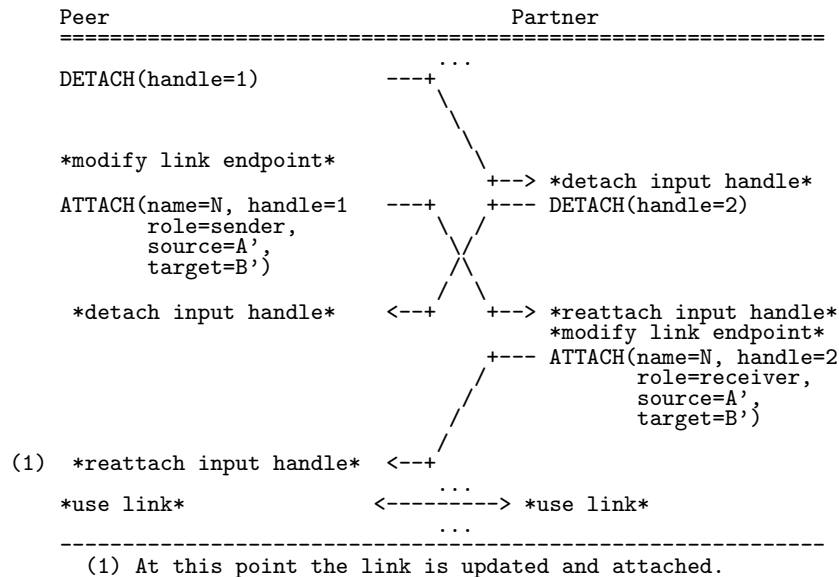 Peer Partner
=============================================================
...
DETACH(handle=1) ---+
\
\
\
*modify link endpoint* \
+--> *detach input handle*
ATTACH(name=N, handle=1 ---+ +--- DETACH(handle=2)
role=sender, \ /
source=A', \/
target=B') /\
/ \
*detach input handle* <--+ +--> *reattach input handle*
*modify link endpoint*
+--- ATTACH(name=N, handle=2
/ role=receiver,
/ source=A',
/ target=B')
/
(1) *reattach input handle* <--+
...
*use link* <---------> *use link*
...
-------------------------------------------------------------
(1) At this point the link is updated and attached.